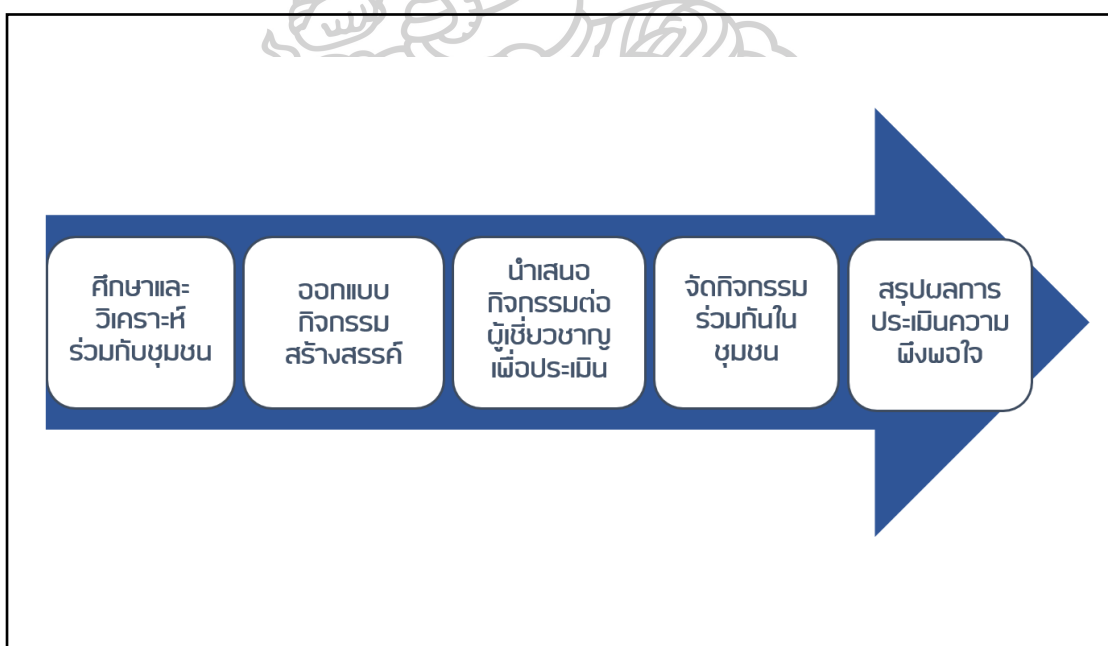 ศึกษาและ
วิเคราะห์
ร่วมกับชุมชน
ออกแบบ
กิจกรรม
สร้างสรรค์
นำเสนอ
กิจกรรมต่อ
ผู้เชี่ยวชาญ
เพื่อประเมิน
จัดกิจกรรม
ร่วมกันใน
ชุมชน
สรุปผลการ
ประเมินความ
พึงพอใจ